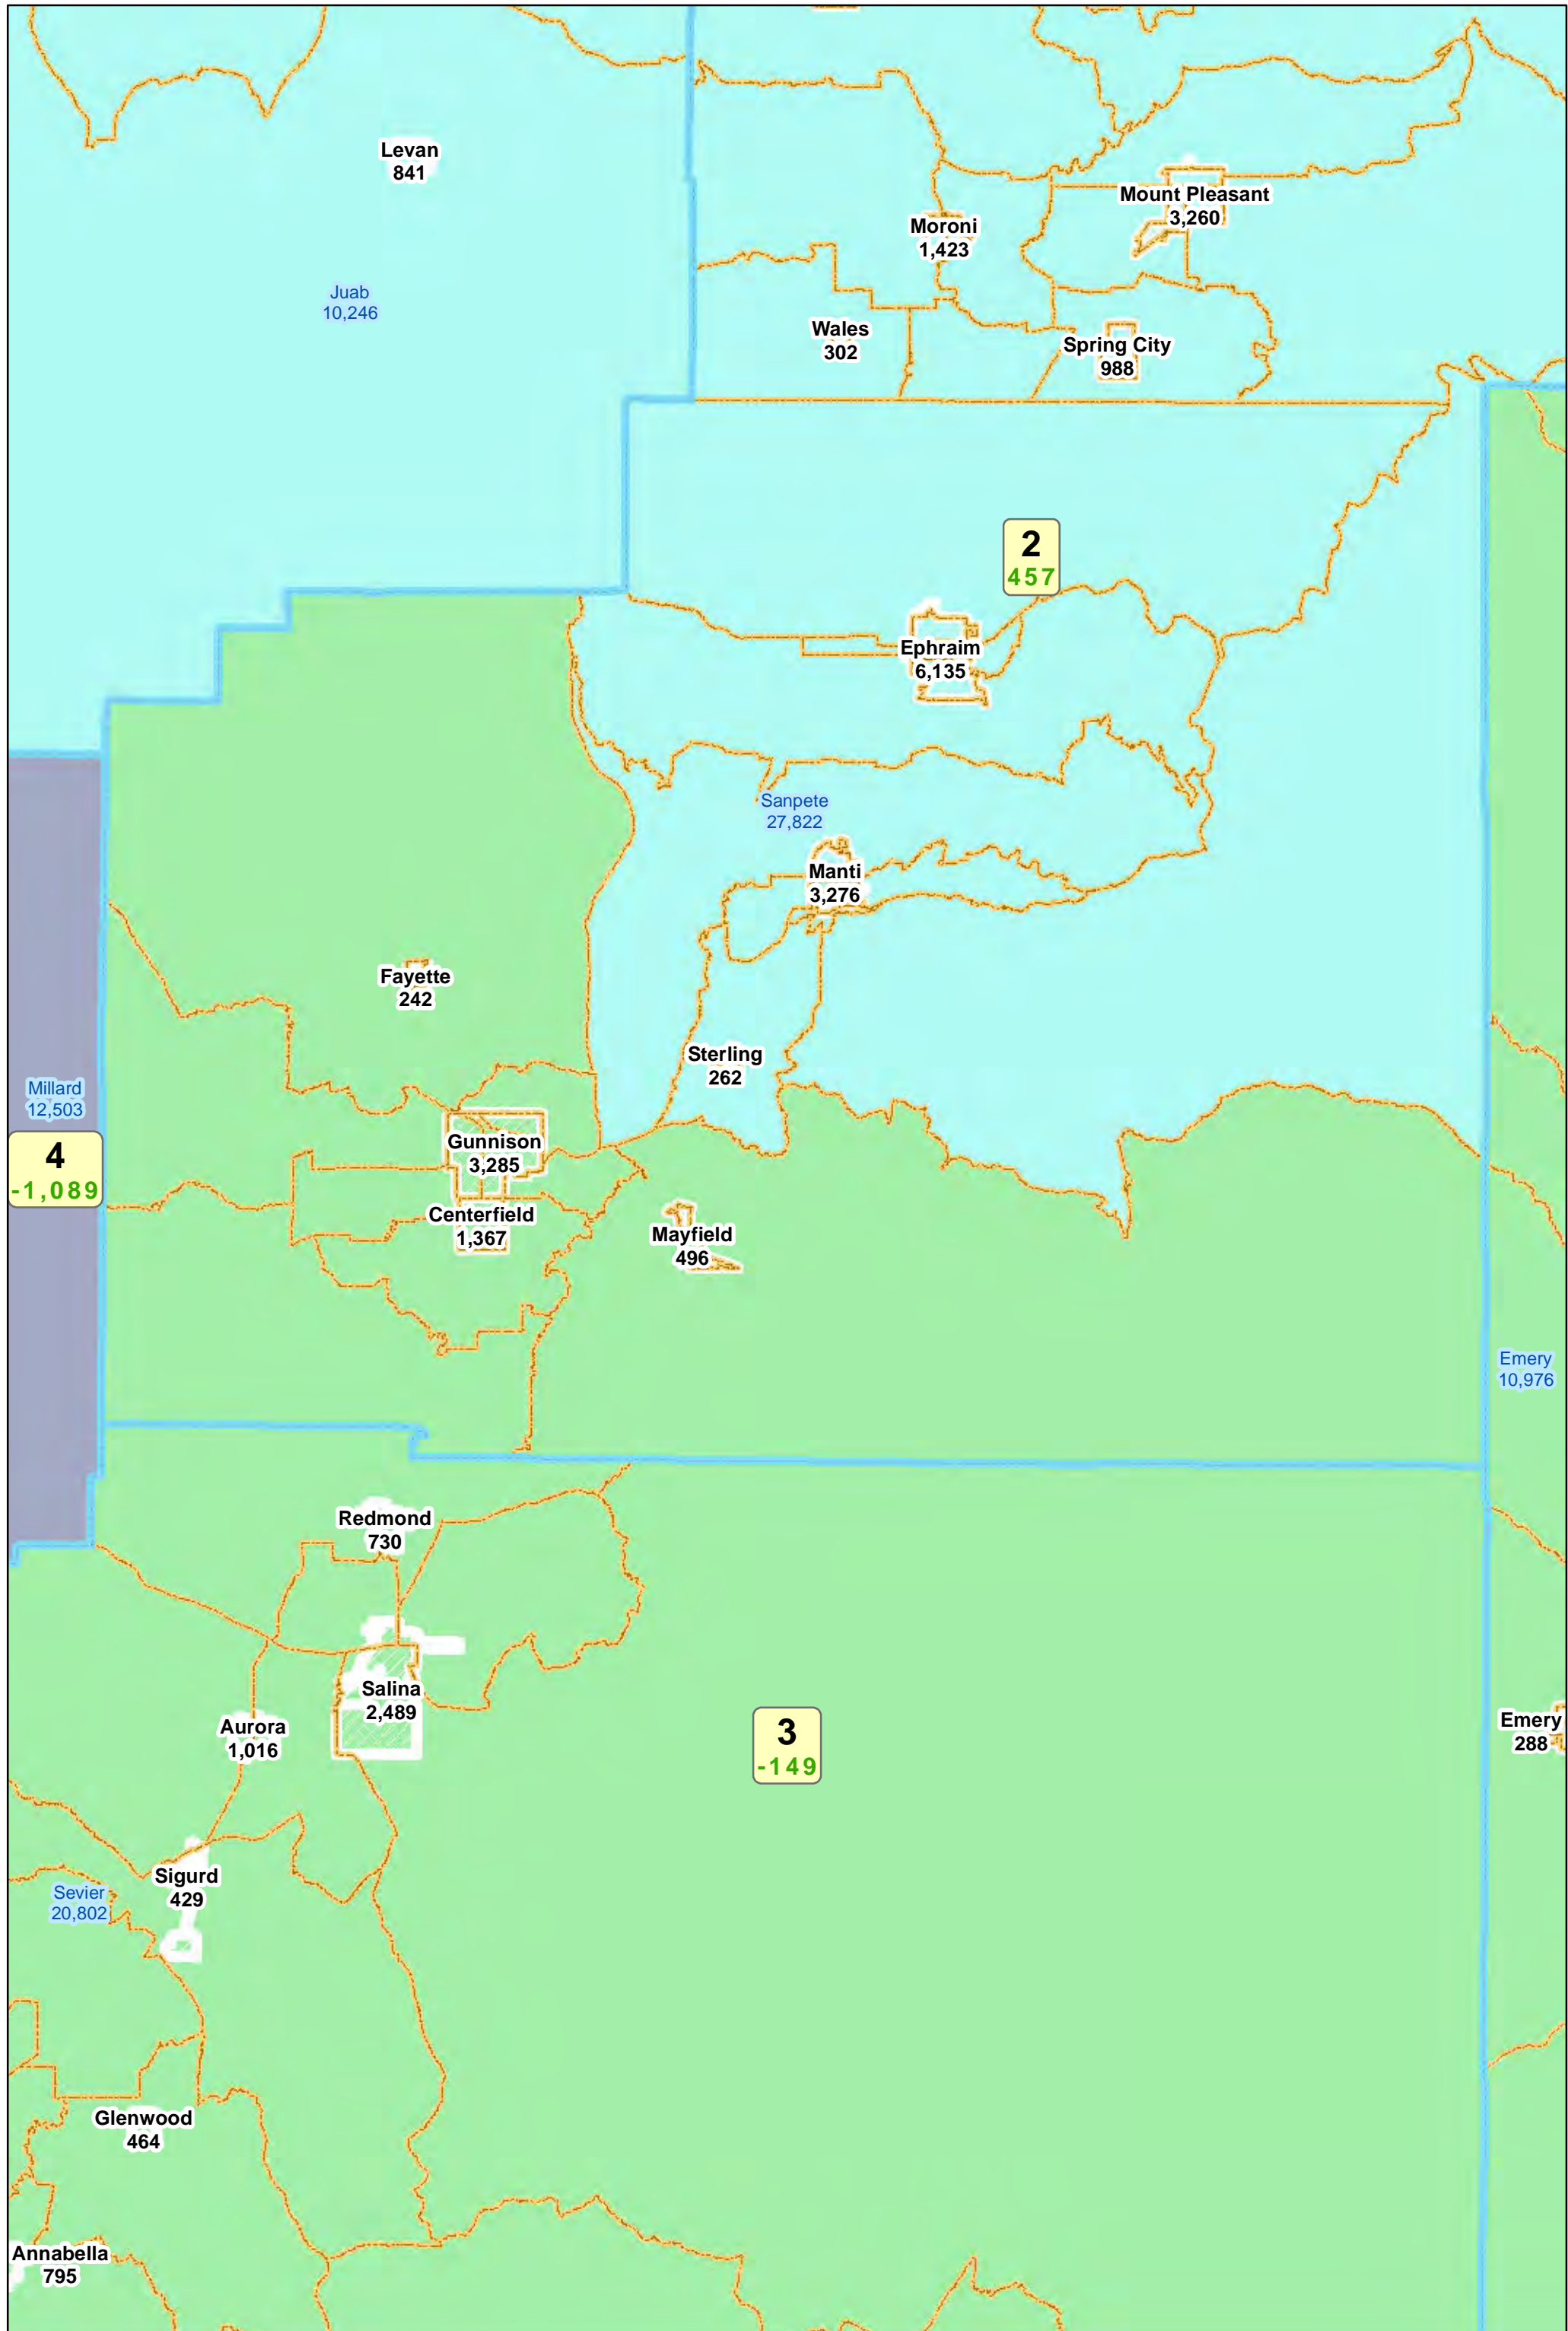 Levan
841
Mount Pleasant
3,260
Moroni
1,423
Juab
10,246
Wales
302
Spring City
988
2
457
Ephraim
6,135
Sanpete
27,822
Manti
3,276
Fayette
242
Sterling
262
Millard
12,503
4
-1,089
Gunnison
3,285
Centerfield
1,367
Mayfield
496
Emery
10,976
Redmond
730
Salina
2,489
Aurora
1,016
3
-149
Emery
288
Sigurd
429
Sevier
20,802
Glenwood
464
Annabella
795